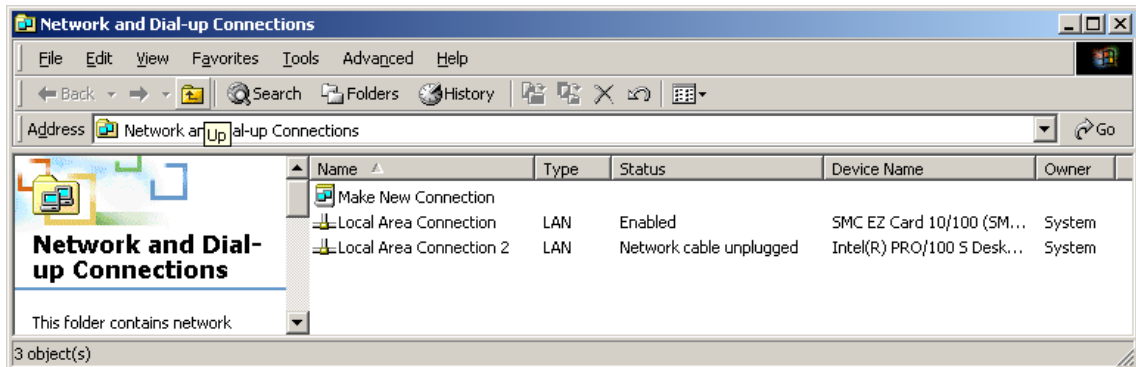 Network and Dial-up Connections
File Edit View Favorites Tools Advanced Help
Back Search Folders History
Address Network an al-up Connections Go
Up
Name Type Status Device Name Owner
Make New Connection
Local Area Connection LAN Enabled SMC EZ Card 10/100 (SM... System
Local Area Connection 2 LAN Network cable unplugged Intel(R) PRO/100 S Desk... System
Network and Dial-
up Connections
This folder contains network
3 object(s)